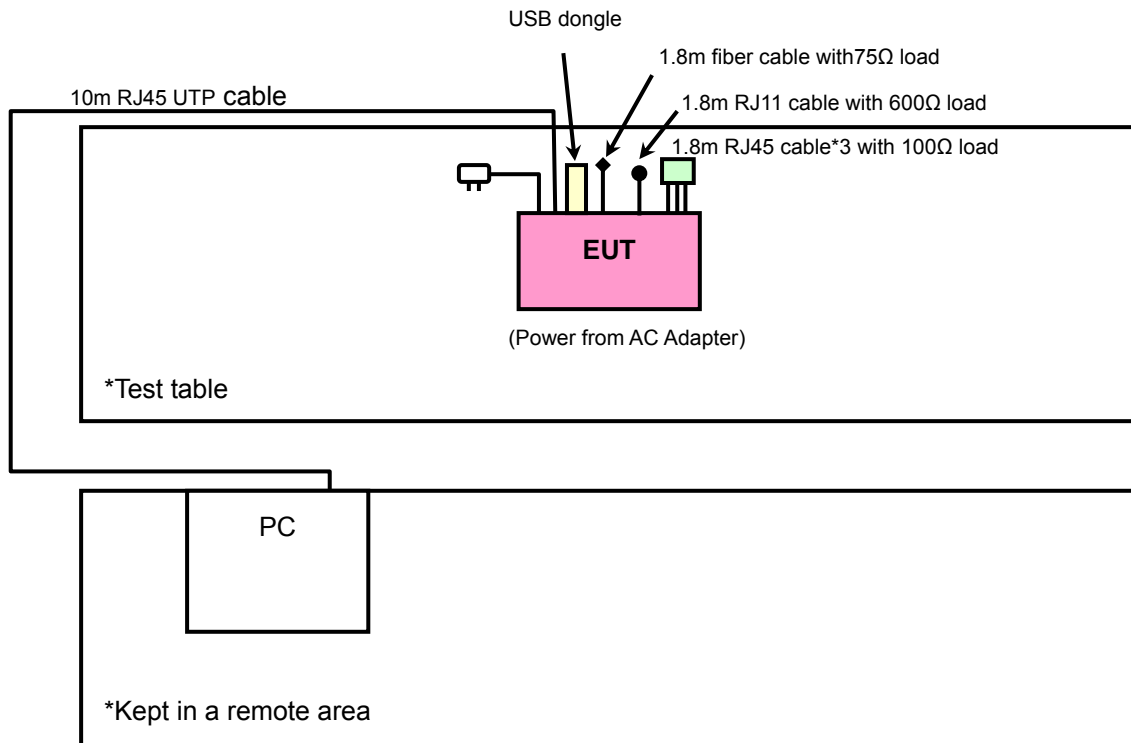 USB dongle
1.8m fiber cable with75Ω load
10m RJ45 UTP cable
1.8m RJ11 cable with 600Ω load
1.8m RJ45 cable*3 with 100Ω load
EUT
(Power from AC Adapter)
*Test table
PC
*Kept in a remote area